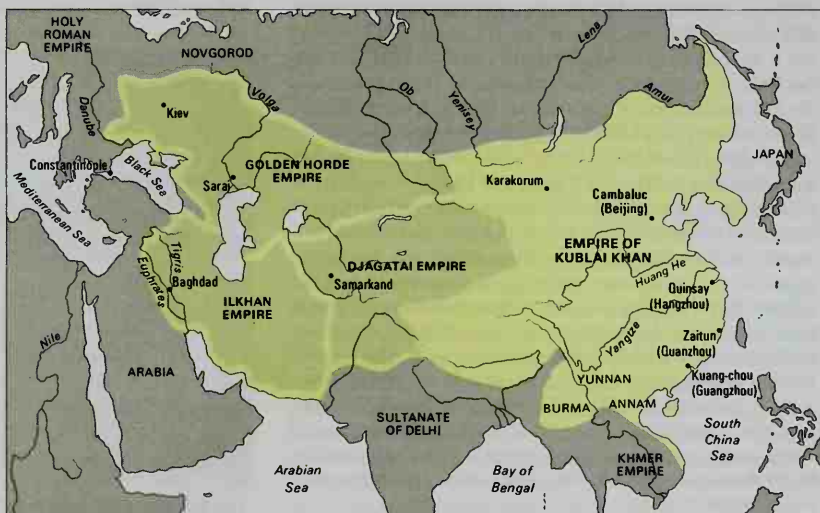 HOLY
ROMAN
EMPIRE
NOVGOROD
Lena
Volga
Ob
Yenisey
Amur
Danube
Kiev
Constantinople
Black Sea
Mediterranean Sea
Sarai
GOLDEN HORDE
EMPIRE
Karakorum
JAPAN
Cambaluc
(Beijing)
Tigris
Euphrates
Baghdad
DJAGATAI EMPIRE
Samarkand
EMPIRE OF
KUBLAI KHAN
Huang He
ILKHAN
EMPIRE
Quinsay
(Hangzhou)
Nile
Yangtze
Zaitun
(Quanzhou)
ARABIA
Kuang-chou
(Guangzhou)
YUNNAN
SULTANATE
OF DELHI
BURMA
ANNAM
South
China
Sea
KHMER
EMPIRE
Arabian
Sea
Bay of
Bengal